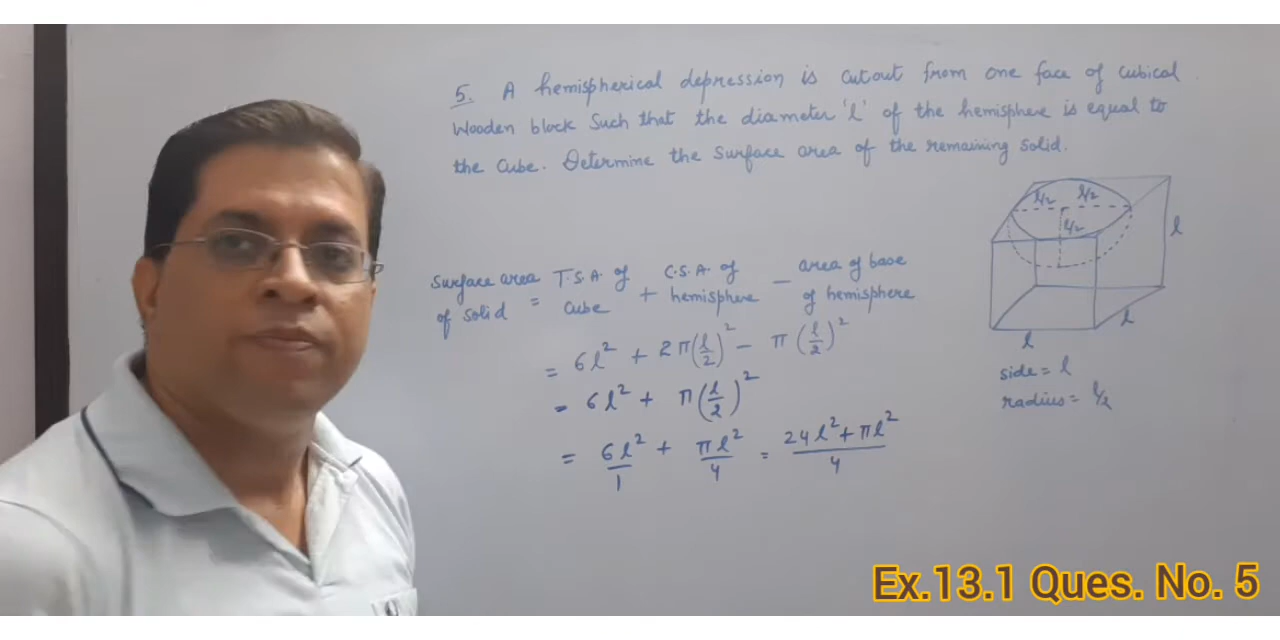 5. A hemispherical depression is cutout from one face of cubical
Wooden block Such that the diameter 'l' of the hemisphere is equal to
the Cube. Determine the Surface area of the remaining solid.
l/2 l/2
l/2
l
l
l
side = l
radius = l/2
Surface area of solid = T.S.A. of Cube + C.S.A. of hemisphere − area of base of hemisphere
= 6l² + 2π(l/2)² − π(l/2)²
= 6l² + π(l/2)²
= 6l²/1 + πl²/4 = 24l²+πl²/4
Ex.13.1 Ques. No. 5